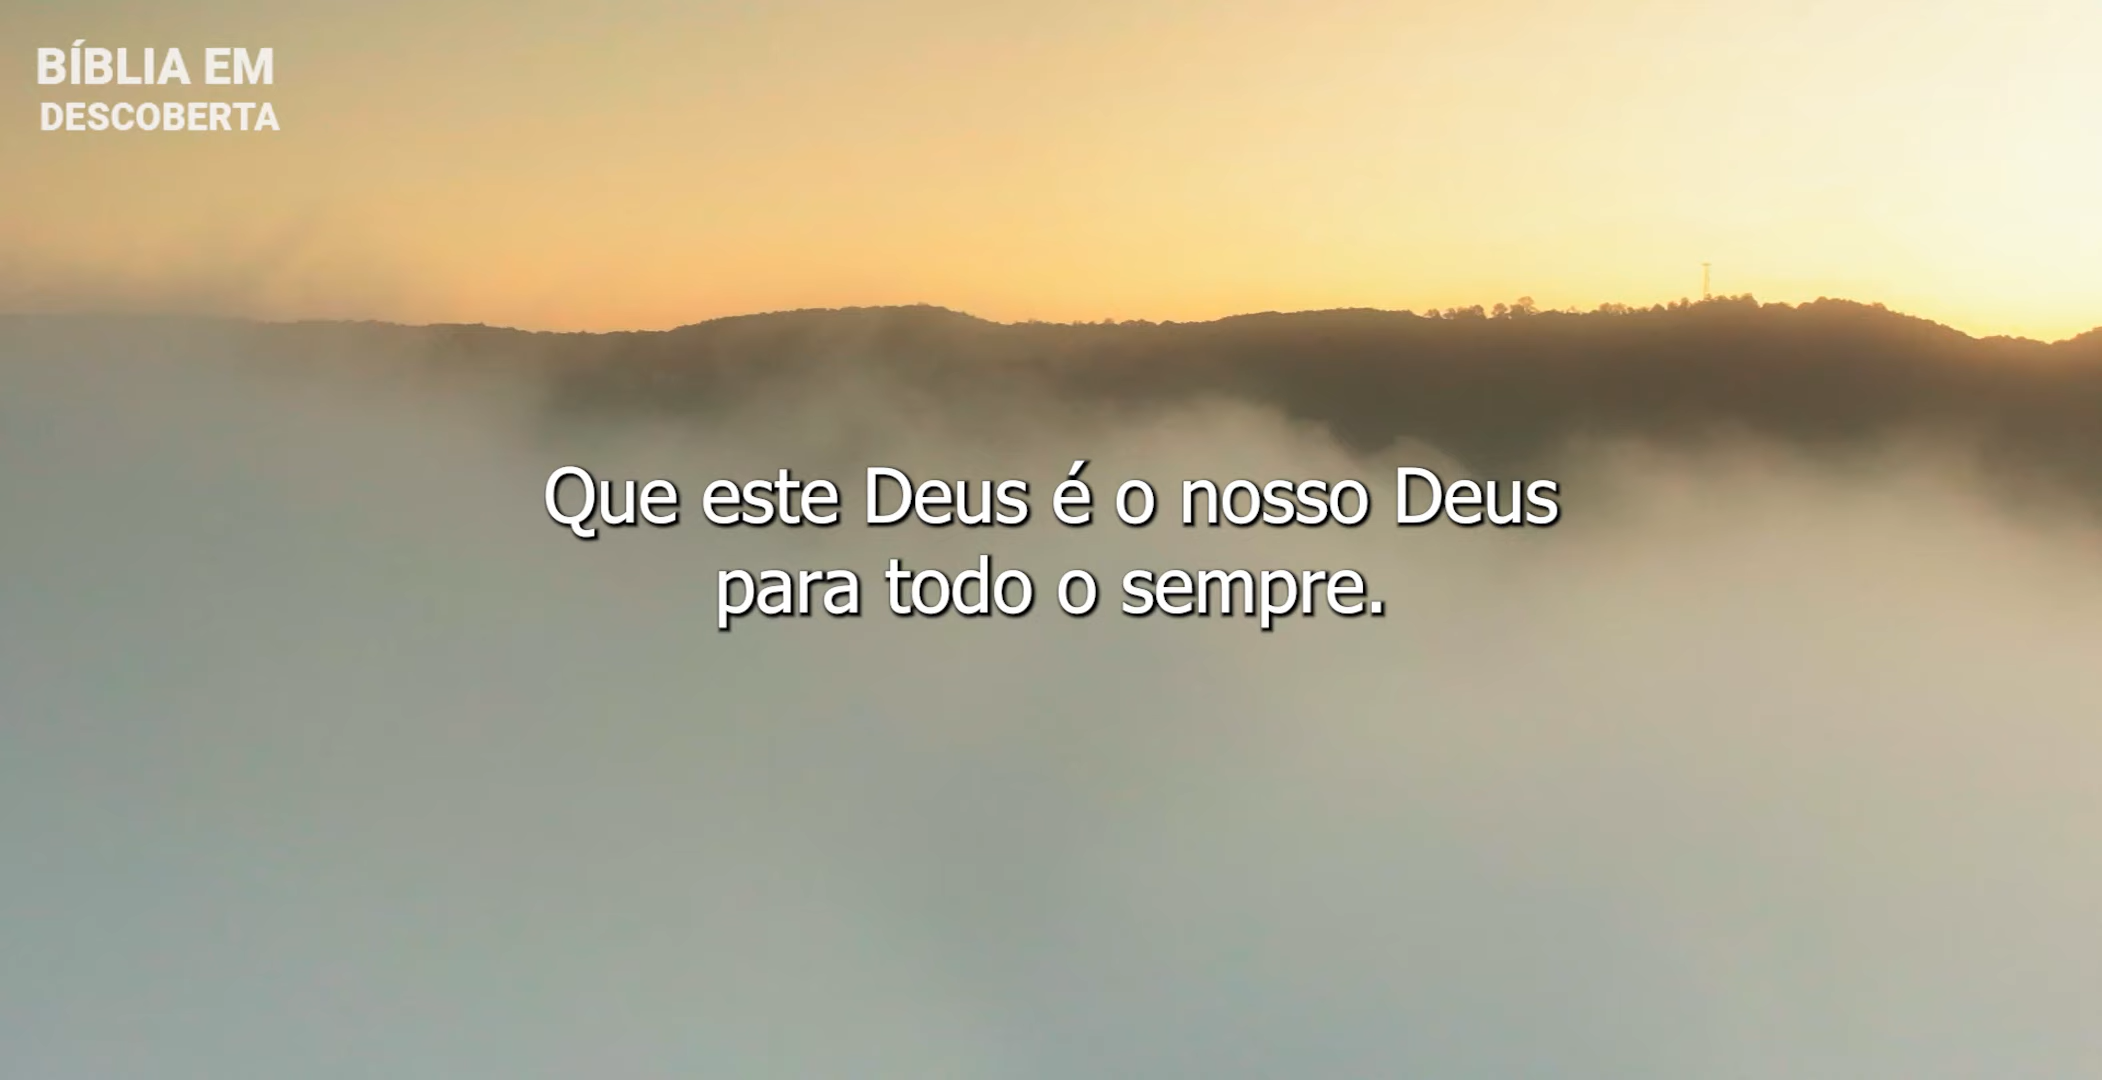 BÍBLIA EM
DESCOBERTA
Que este Deus é o nosso Deus
para todo o sempre.